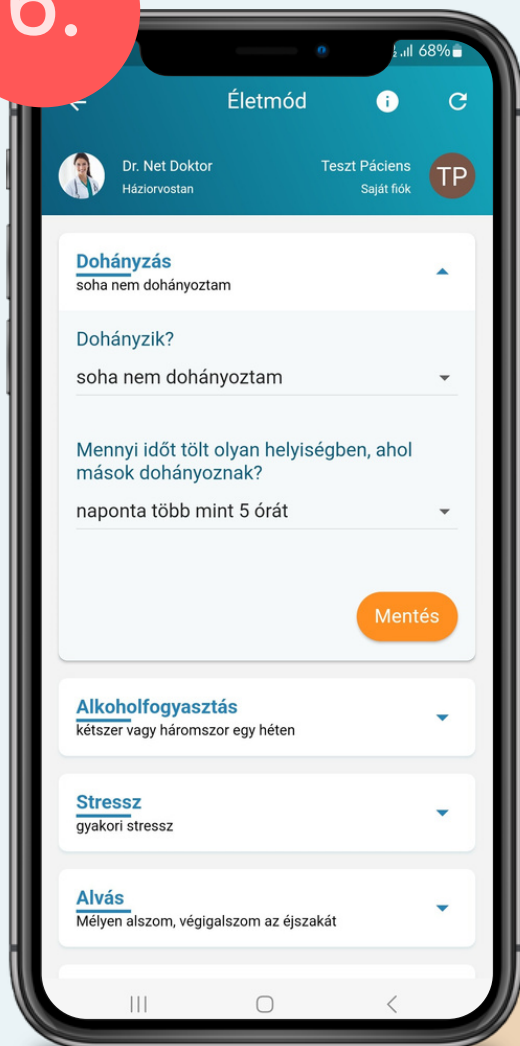 6.
68%
Életmód
Dr. Net Doktor
Háziorvostan
Teszt Páciens
Saját fiók
TP
Dohányzás
soha nem dohányoztam
Dohányzik?
soha nem dohányoztam
Mennyi időt tölt olyan helyiségben, ahol
mások dohányoznak?
naponta több mint 5 órát
Mentés
Alkoholfogyasztás
kétszer vagy háromszor egy héten
Stressz
gyakori stressz
Alvás
Mélyen alszom, végigalszom az éjszakát